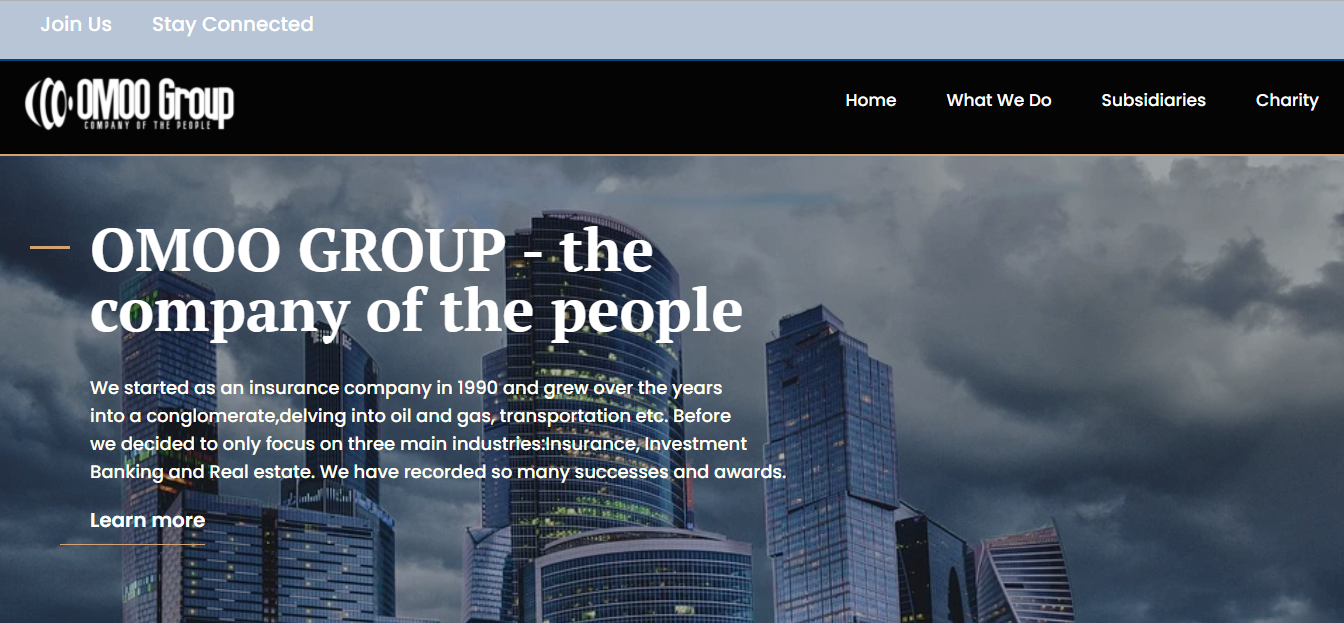 Join Us Stay Connected
OMOO Group
COMPANY OF THE PEOPLE
Home What We Do Subsidiaries Charity
OMOO GROUP - the
company of the people
We started as an insurance company in 1990 and grew over the years
into a conglomerate,delving into oil and gas, transportation etc. Before
we decided to only focus on three main industries:Insurance, Investment
Banking and Real estate. We have recorded so many successes and awards.
Learn more